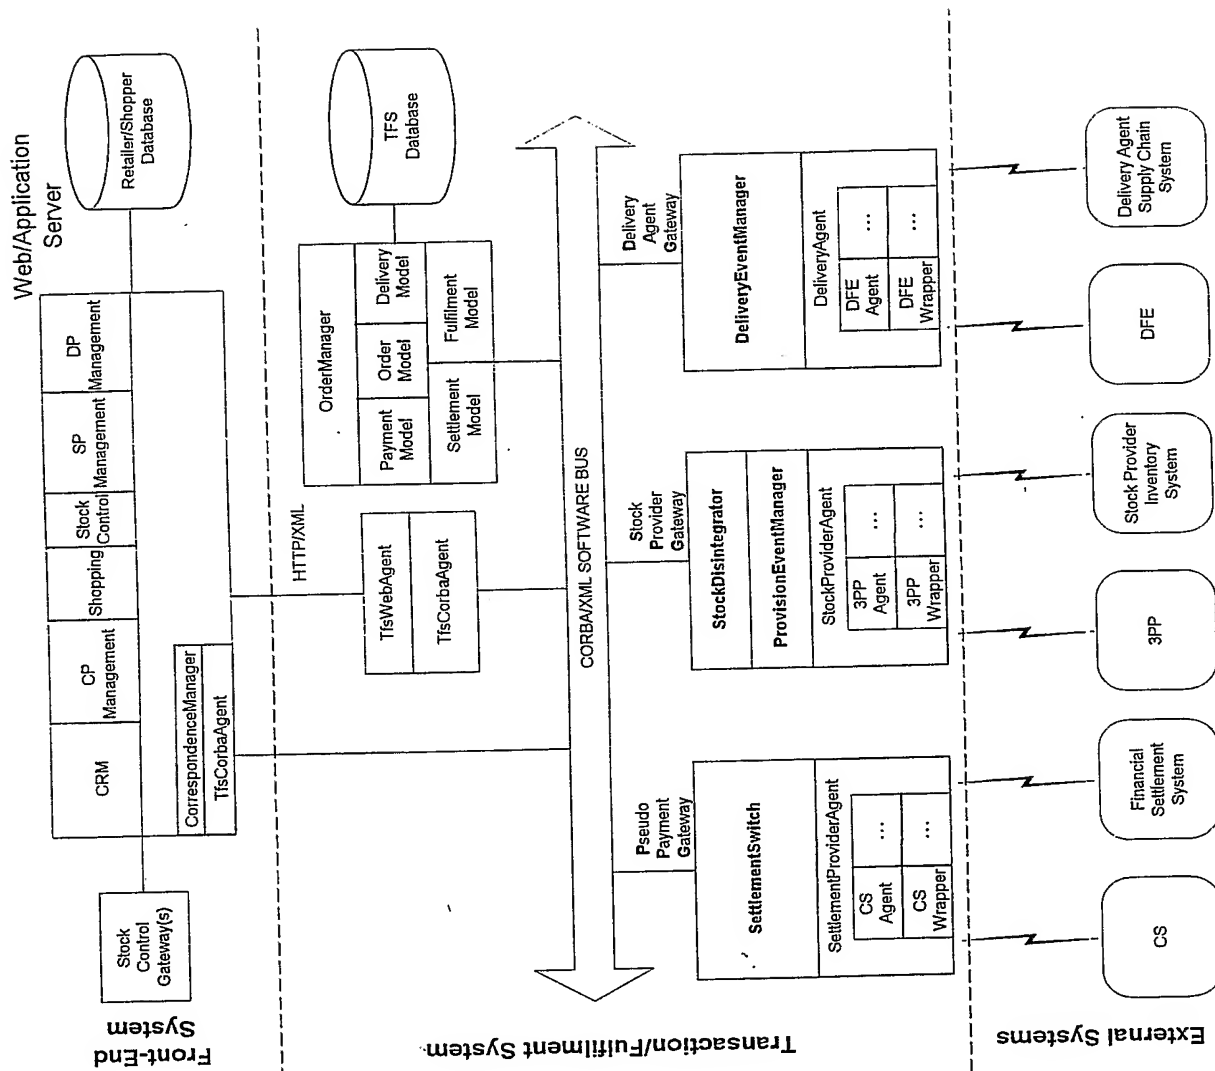 Web/Application
Server
Front-End
System
Stock
Control
Gateway(s)
CRM
CP
Management
Shopping
Stock
Control
SP
Management
DP
Management
CorrespondenceManager
TfsCorbaAgent
Retailer/Shopper
Database
Transaction/Fulfilment System
HTTP/XML
TfsWebAgent
TfsCorbaAgent
OrderManager
Payment
Model
Order
Model
Delivery
Model
Settlement
Model
Fulfilment
Model
TFS
Database
CORBA/XML SOFTWARE BUS
Pseudo
Payment
Gateway
SettlementSwitch
SettlementProviderAgent
CS
Agent
...
CS
Wrapper
...
Stock
Provider
Gateway
StockDisintegrator
ProvisionEventManager
StockProviderAgent
3PP
Agent
...
3PP
Wrapper
...
Delivery
Agent
Gateway
DeliveryEventManager
DeliveryAgent
DFE
Agent
...
DFE
Wrapper
...
External Systems
CS
Financial
Settlement
System
3PP
Stock Provider
Inventory
System
DFE
Delivery Agent
Supply Chain
System